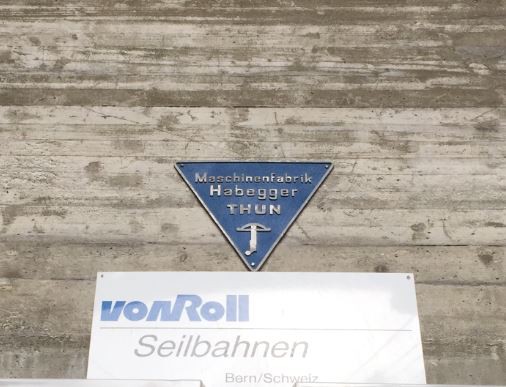 Maschinenfabrik
Habegger
THUN
vonRoll
Seilbahnen
Bern/Schweiz